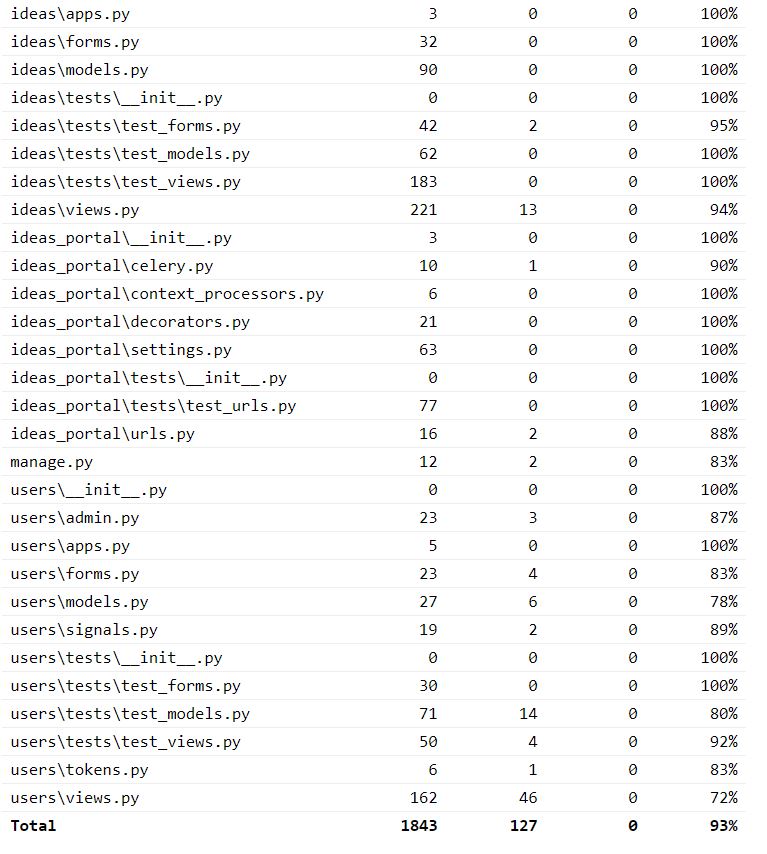 ideas\apps.py 3 0 0 100%
ideas\forms.py 32 0 0 100%
ideas\models.py 90 0 0 100%
ideas\tests\__init__.py 0 0 0 100%
ideas\tests\test_forms.py 42 2 0 95%
ideas\tests\test_models.py 62 0 0 100%
ideas\tests\test_views.py 183 0 0 100%
ideas\views.py 221 13 0 94%
ideas_portal\__init__.py 3 0 0 100%
ideas_portal\celery.py 10 1 0 90%
ideas_portal\context_processors.py 6 0 0 100%
ideas_portal\decorators.py 21 0 0 100%
ideas_portal\settings.py 63 0 0 100%
ideas_portal\tests\__init__.py 0 0 0 100%
ideas_portal\tests\test_urls.py 77 0 0 100%
ideas_portal\urls.py 16 2 0 88%
manage.py 12 2 0 83%
users\__init__.py 0 0 0 100%
users\admin.py 23 3 0 87%
users\apps.py 5 0 0 100%
users\forms.py 23 4 0 83%
users\models.py 27 6 0 78%
users\signals.py 19 2 0 89%
users\tests\__init__.py 0 0 0 100%
users\tests\test_forms.py 30 0 0 100%
users\tests\test_models.py 71 14 0 80%
users\tests\test_views.py 50 4 0 92%
users\tokens.py 6 1 0 83%
users\views.py 162 46 0 72%
Total 1843 127 0 93%